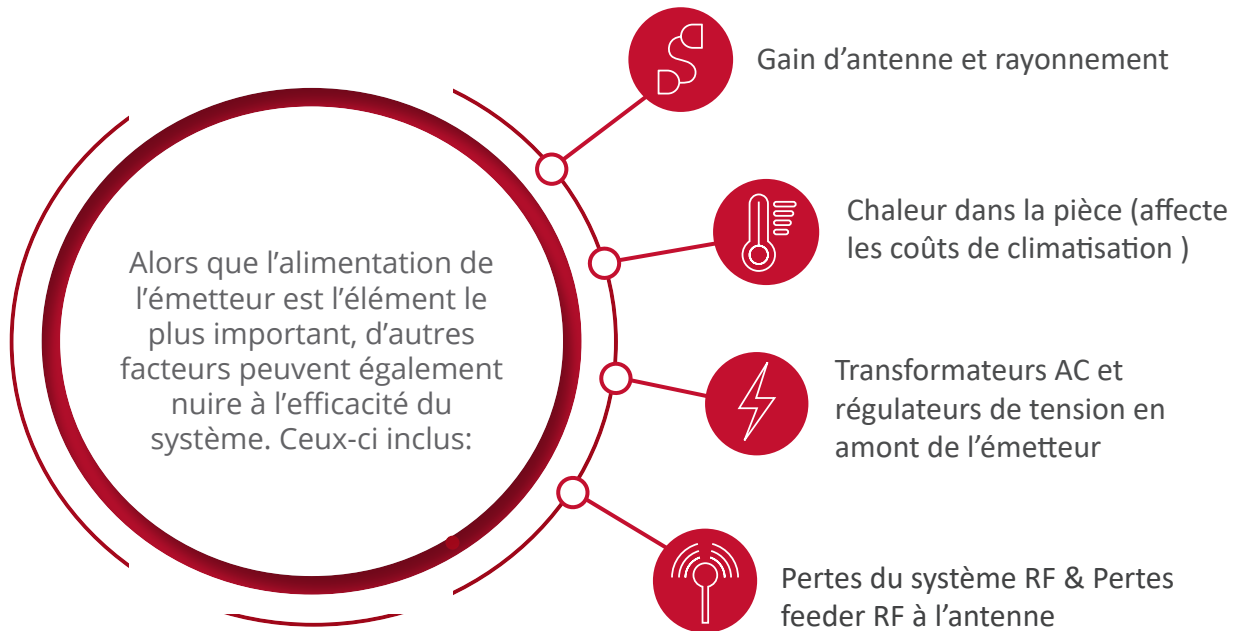 Alors que l’alimentation de
l’émetteur est l’élément le
plus important, d’autres
facteurs peuvent également
nuire à l’efficacité du
système. Ceux-ci inclus:
Gain d’antenne et rayonnement
Chaleur dans la pièce (affecte
les coûts de climatisation )
Transformateurs AC et
régulateurs de tension en
amont de l’émetteur
Pertes du système RF & Pertes
feeder RF à l’antenne